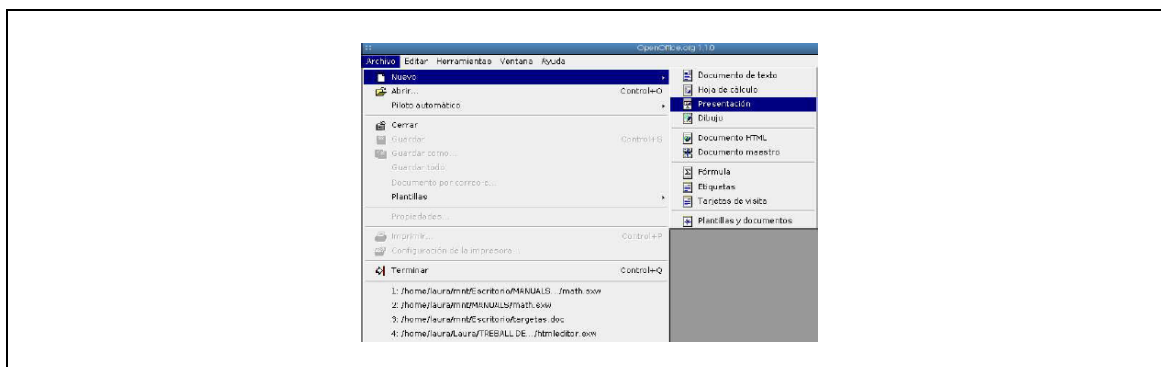 OpenOffice.org 1.1.0
Archivo Editar Herramientas Ventana Ayuda
Nuevo
Abrir... Control+O
Piloto automático
Cerrar
Guardar Control+S
Guardar como...
Guardar todo
Documento por correo-e...
Plantillas
Propiedades...
Imprimir... Control+P
Configuración de la impresora...
Terminar Control+Q
1: /home/laura/mnt/Escritorio/MANUALS.../math.sxw
2: /home/laura/mnt/MANUALS/math.sxw
3: /home/laura/mnt/Escritorio/targetas.doc
4: /home/laura/Laura/TREBALL DE.../htmleditor.sxw
Documento de texto
Hoja de cálculo
Presentación
Dibujo
Documento HTML
Documento maestro
Fórmula
Etiquetas
Tarjetas de visita
Plantillas y documentos